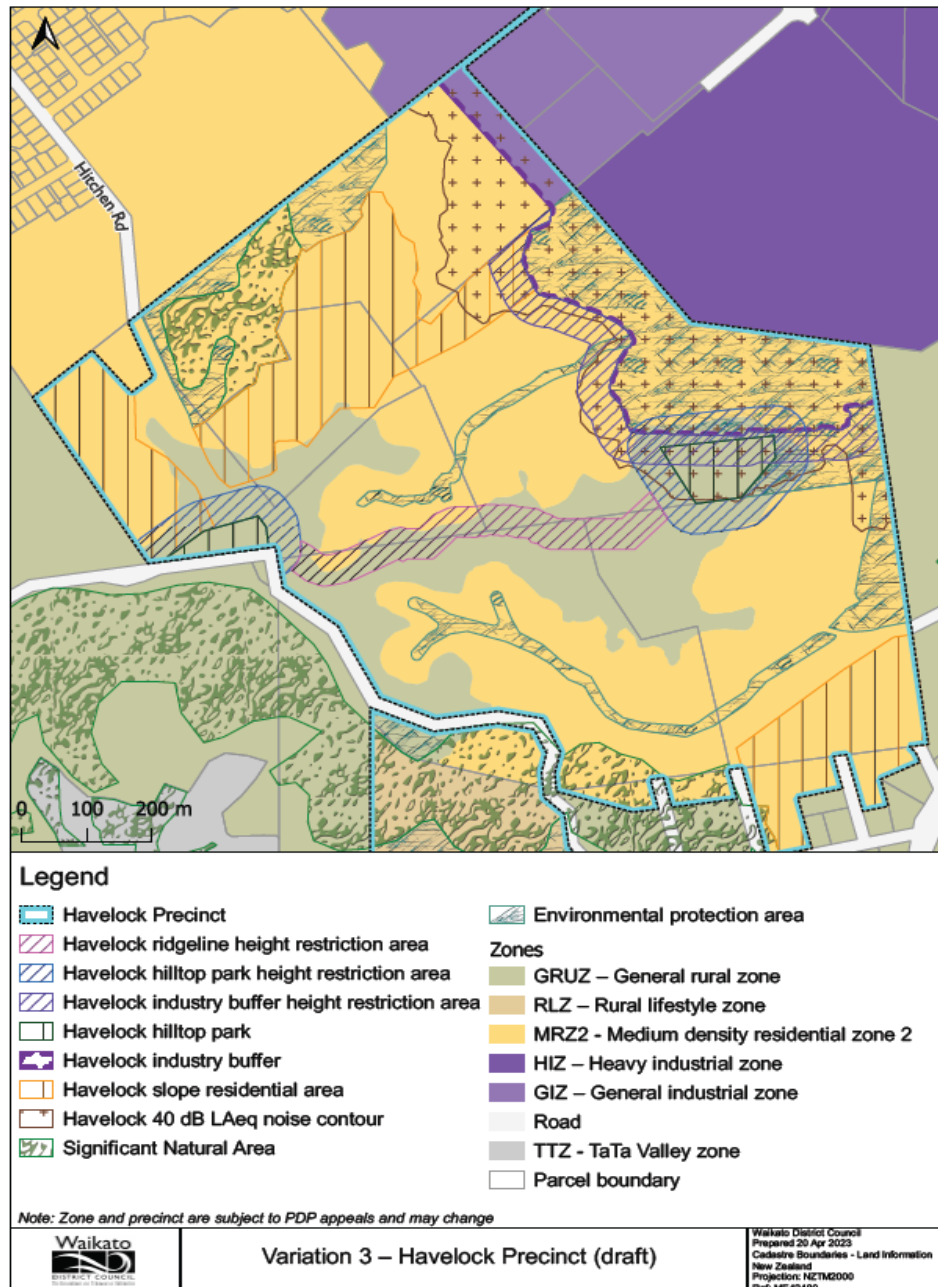 Hitchen Rd
0 100 200 m
Legend
Havelock Precinct
Havelock ridgeline height restriction area
Havelock hilltop park height restriction area
Havelock industry buffer height restriction area
Havelock hilltop park
Havelock industry buffer
Havelock slope residential area
Havelock 40 dB LAeq noise contour
Significant Natural Area
Environmental protection area
Zones
GRUZ – General rural zone
RLZ – Rural lifestyle zone
MRZ2 - Medium density residential zone 2
HIZ – Heavy industrial zone
GIZ – General industrial zone
Road
TTZ - TaTa Valley zone
Parcel boundary
Note: Zone and precinct are subject to PDP appeals and may change
Waikato
DISTRICT COUNCIL
Variation 3 – Havelock Precinct (draft)
Waikato District Council
Prepared 20 Apr 2023
Cadastre Boundaries - Land Information
New Zealand
Projection: NZTM2000